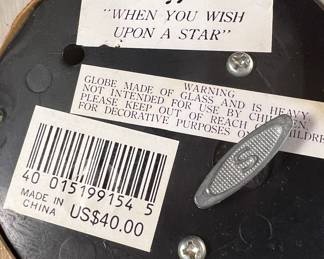 "WHEN YOU WISH
UPON A STAR"
WARNING
GLOBE MADE OF GLASS AND IS HEAVY
NOT INTENDED FOR USE BY CHILDREN
PLEASE KEEP OUT OF REACH OF CHILDREN
FOR DECORATIVE PURPOSES ONLY
40 015199154 5
MADE IN
CHINA
US$40.00